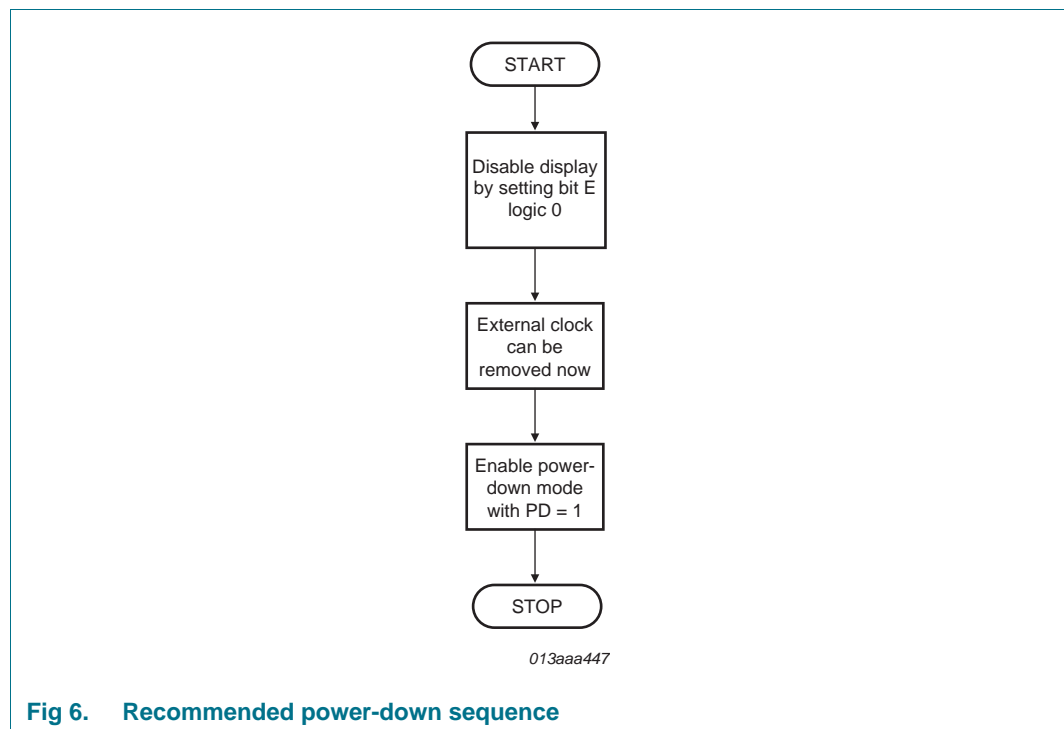 START
Disable display
by setting bit E
logic 0
External clock
can be
removed now
Enable power-
down mode
with PD = 1
STOP
013aaa447
Fig 6. Recommended power-down sequence